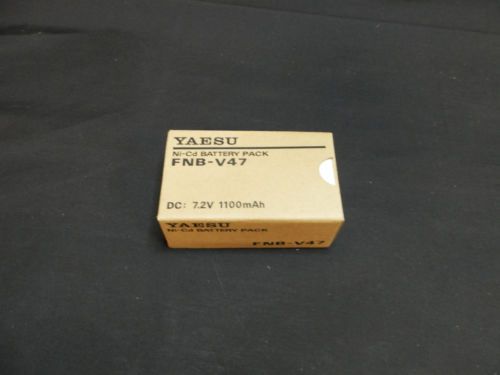 YAESU
Ni-Cd BATTERY PACK
FNB-V47
DC: 7.2V 1100mAh
YAESU
Ni-Cd BATTERY PACK
FNB-V47